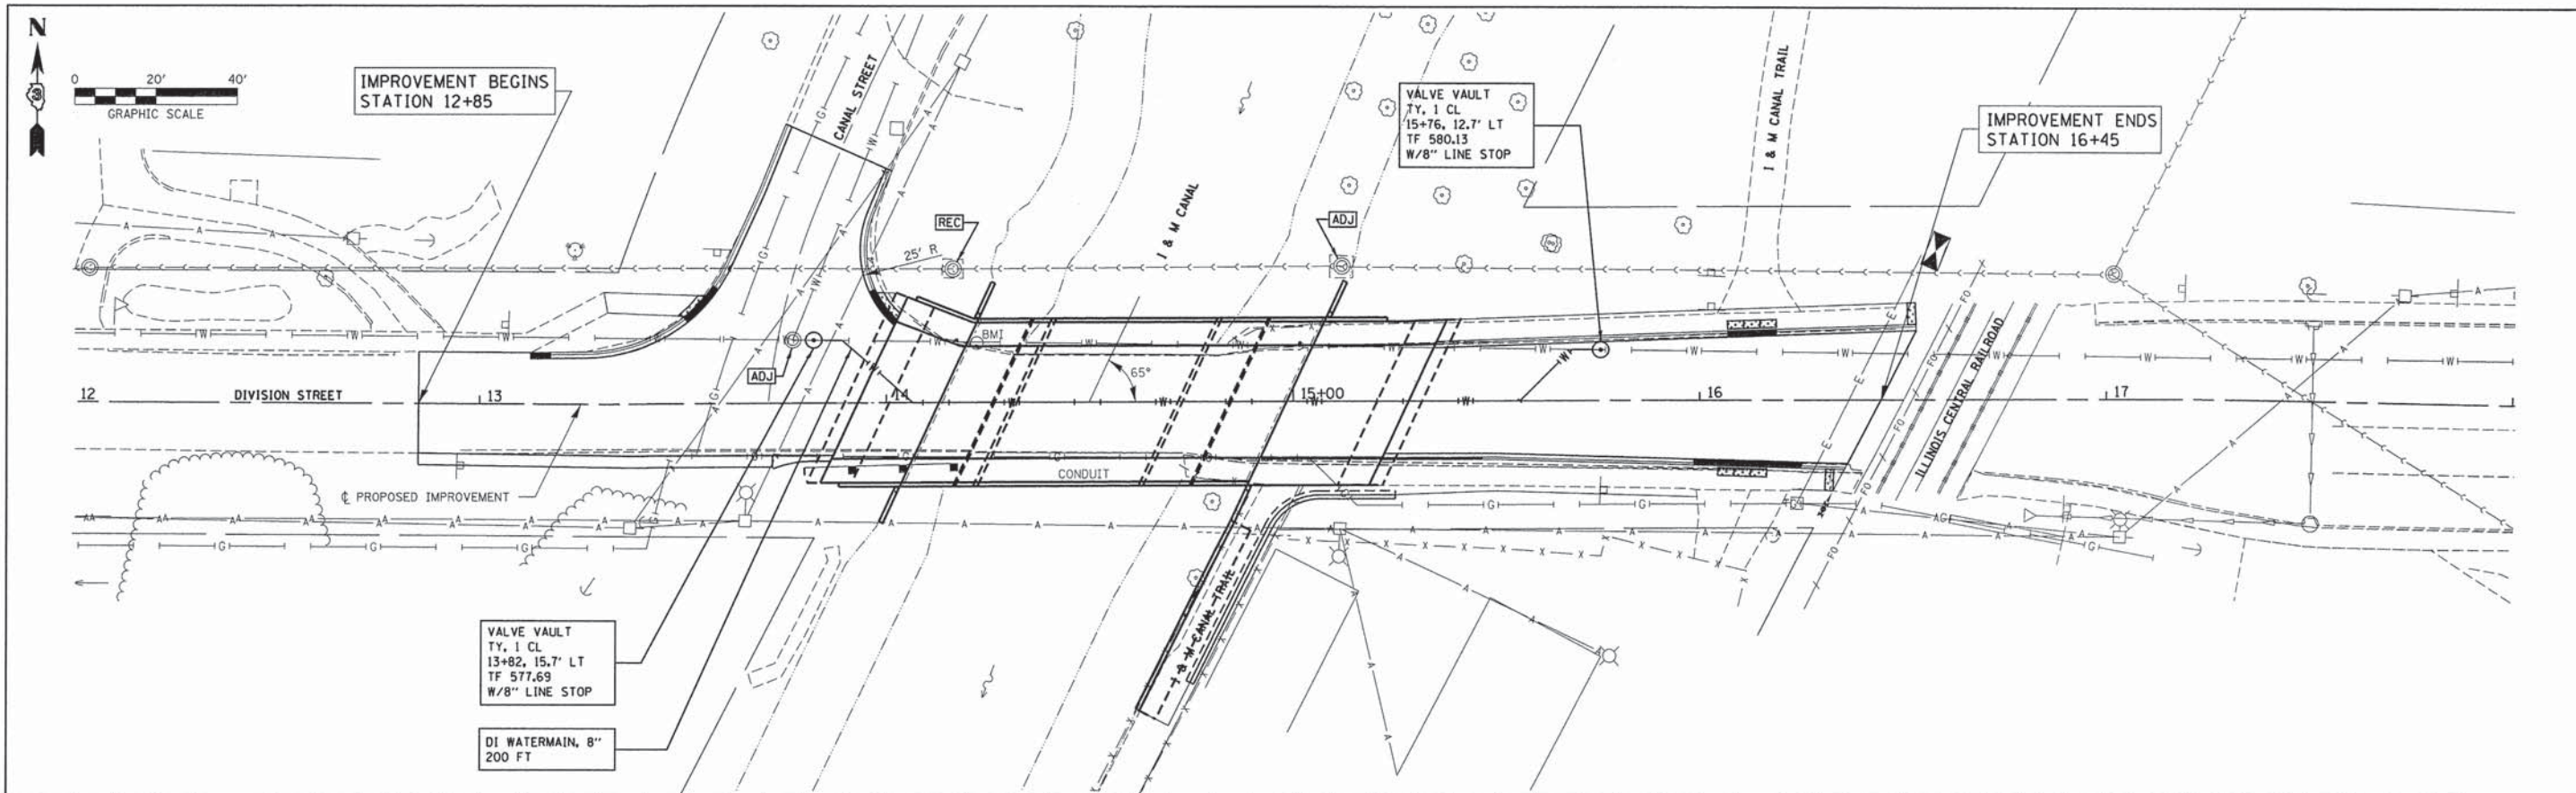 N
3
0 20' 40'
GRAPHIC SCALE
IMPROVEMENT BEGINS
STATION 12+85
CANAL STREET
VALVE VAULT
TY, 1 CL
15+76, 12.7' LT
TF 580.13
W/8" LINE STOP
I & M CANAL TRAIL
IMPROVEMENT ENDS
STATION 16+45
I & M CANAL
REC
25' R
ADJ
BMI
ADJ
65°
12
DIVISION STREET
13
14
15+00
16
17
ILLINOIS CENTRAL RAILROAD
CONDUIT
℄ PROPOSED IMPROVEMENT
I & M CANAL TRAIL
VALVE VAULT
TY, 1 CL
13+82, 15.7' LT
TF 577.69
W/8" LINE STOP
DI WATERMAIN, 8"
200 FT